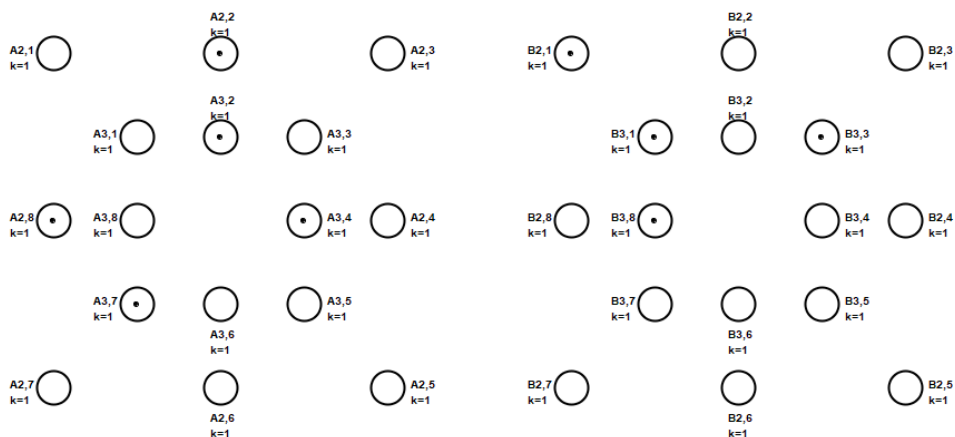 A2,2
k=1
B2,2
k=1
A2,1
k=1
A2,3
k=1
B2,1
k=1
B2,3
k=1
A3,2
k=1
B3,2
k=1
A3,1
k=1
A3,3
k=1
B3,1
k=1
B3,3
k=1
A2,8
k=1
A3,8
k=1
A3,4
k=1
A2,4
k=1
B2,8
k=1
B3,8
k=1
B3,4
k=1
B2,4
k=1
A3,7
k=1
A3,5
k=1
B3,7
k=1
B3,5
k=1
A3,6
k=1
B3,6
k=1
A2,7
k=1
A2,5
k=1
B2,7
k=1
B2,5
k=1
A2,6
k=1
B2,6
k=1